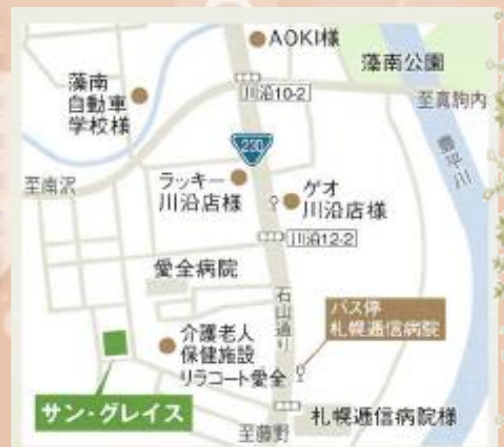 AOKI様
藻南公園
藻南
自動車
学校様
川沿10-2
至真駒内
230
豊平川
至南沢
ラッキー
川沿店様
ゲオ
川沿店様
川沿12-2
愛全病院
石山通り
バス停
札幌逓信病院
介護老人
保健施設
リラコート愛全
サン・グレイス
札幌逓信病院様
至藤野